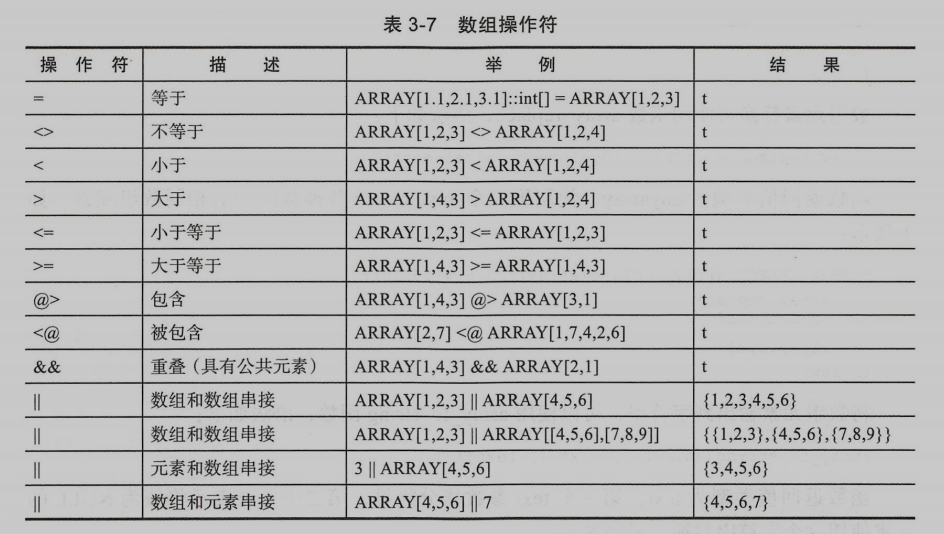 表 3-7 数组操作符
操 作 符 描 述 举 例 结 果
= 等于 ARRAY[1.1,2.1,3.1]::int[] = ARRAY[1,2,3] t
<> 不等于 ARRAY[1,2,3] <> ARRAY[1,2,4] t
< 小于 ARRAY[1,2,3] < ARRAY[1,2,4] t
> 大于 ARRAY[1,4,3] > ARRAY[1,2,4] t
<= 小于等于 ARRAY[1,2,3] <= ARRAY[1,2,3] t
>= 大于等于 ARRAY[1,4,3] >= ARRAY[1,4,3] t
@> 包含 ARRAY[1,4,3] @> ARRAY[3,1] t
<@ 被包含 ARRAY[2,7] <@ ARRAY[1,7,4,2,6] t
&& 重叠(具有公共元素) ARRAY[1,4,3] && ARRAY[2,1] t
|| 数组和数组串接 ARRAY[1,2,3] || ARRAY[4,5,6] {1,2,3,4,5,6}
|| 数组和数组串接 ARRAY[1,2,3] || ARRAY[[4,5,6],[7,8,9]] {{1,2,3},{4,5,6},{7,8,9}}
|| 元素和数组串接 3 || ARRAY[4,5,6] {3,4,5,6}
|| 数组和元素串接 ARRAY[4,5,6] || 7 {4,5,6,7}